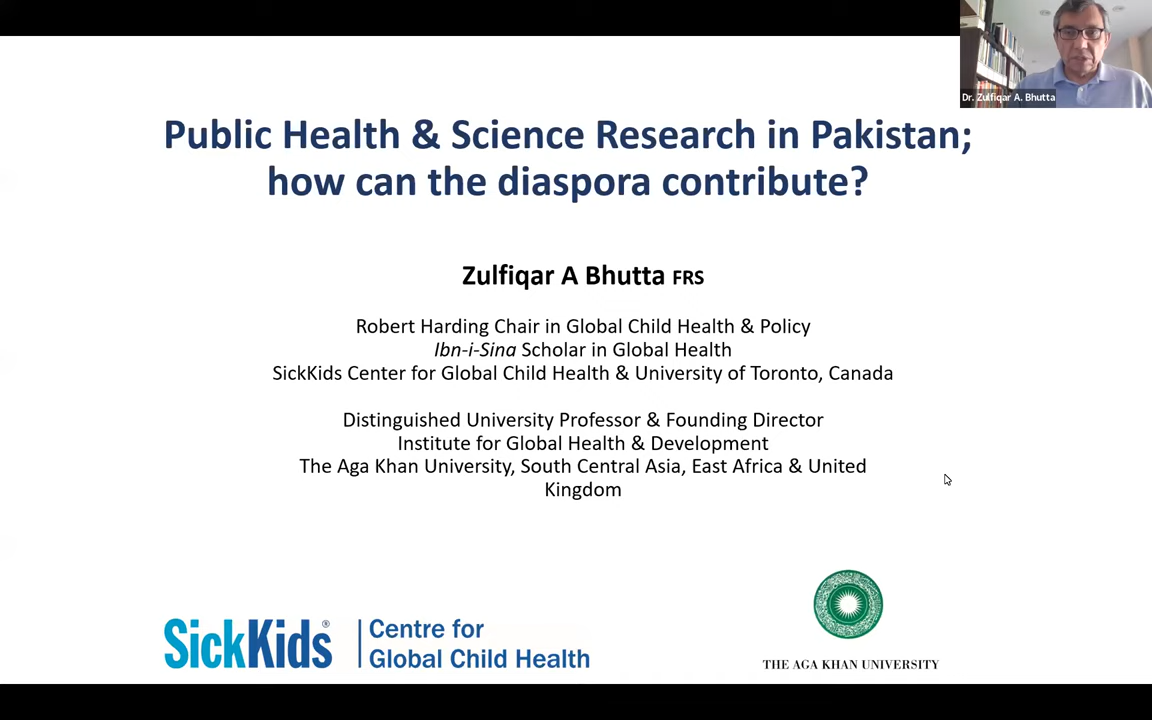 Dr. Zulfiqar A. Bhutta
Public Health & Science Research in Pakistan;
how can the diaspora contribute?
Zulfiqar A Bhutta FRS
Robert Harding Chair in Global Child Health & Policy
Ibn-i-Sina Scholar in Global Health
SickKids Center for Global Child Health & University of Toronto, Canada
Distinguished University Professor & Founding Director
Institute for Global Health & Development
The Aga Khan University, South Central Asia, East Africa & United
Kingdom
SickKids®
Centre for
Global Child Health
THE AGA KHAN UNIVERSITY